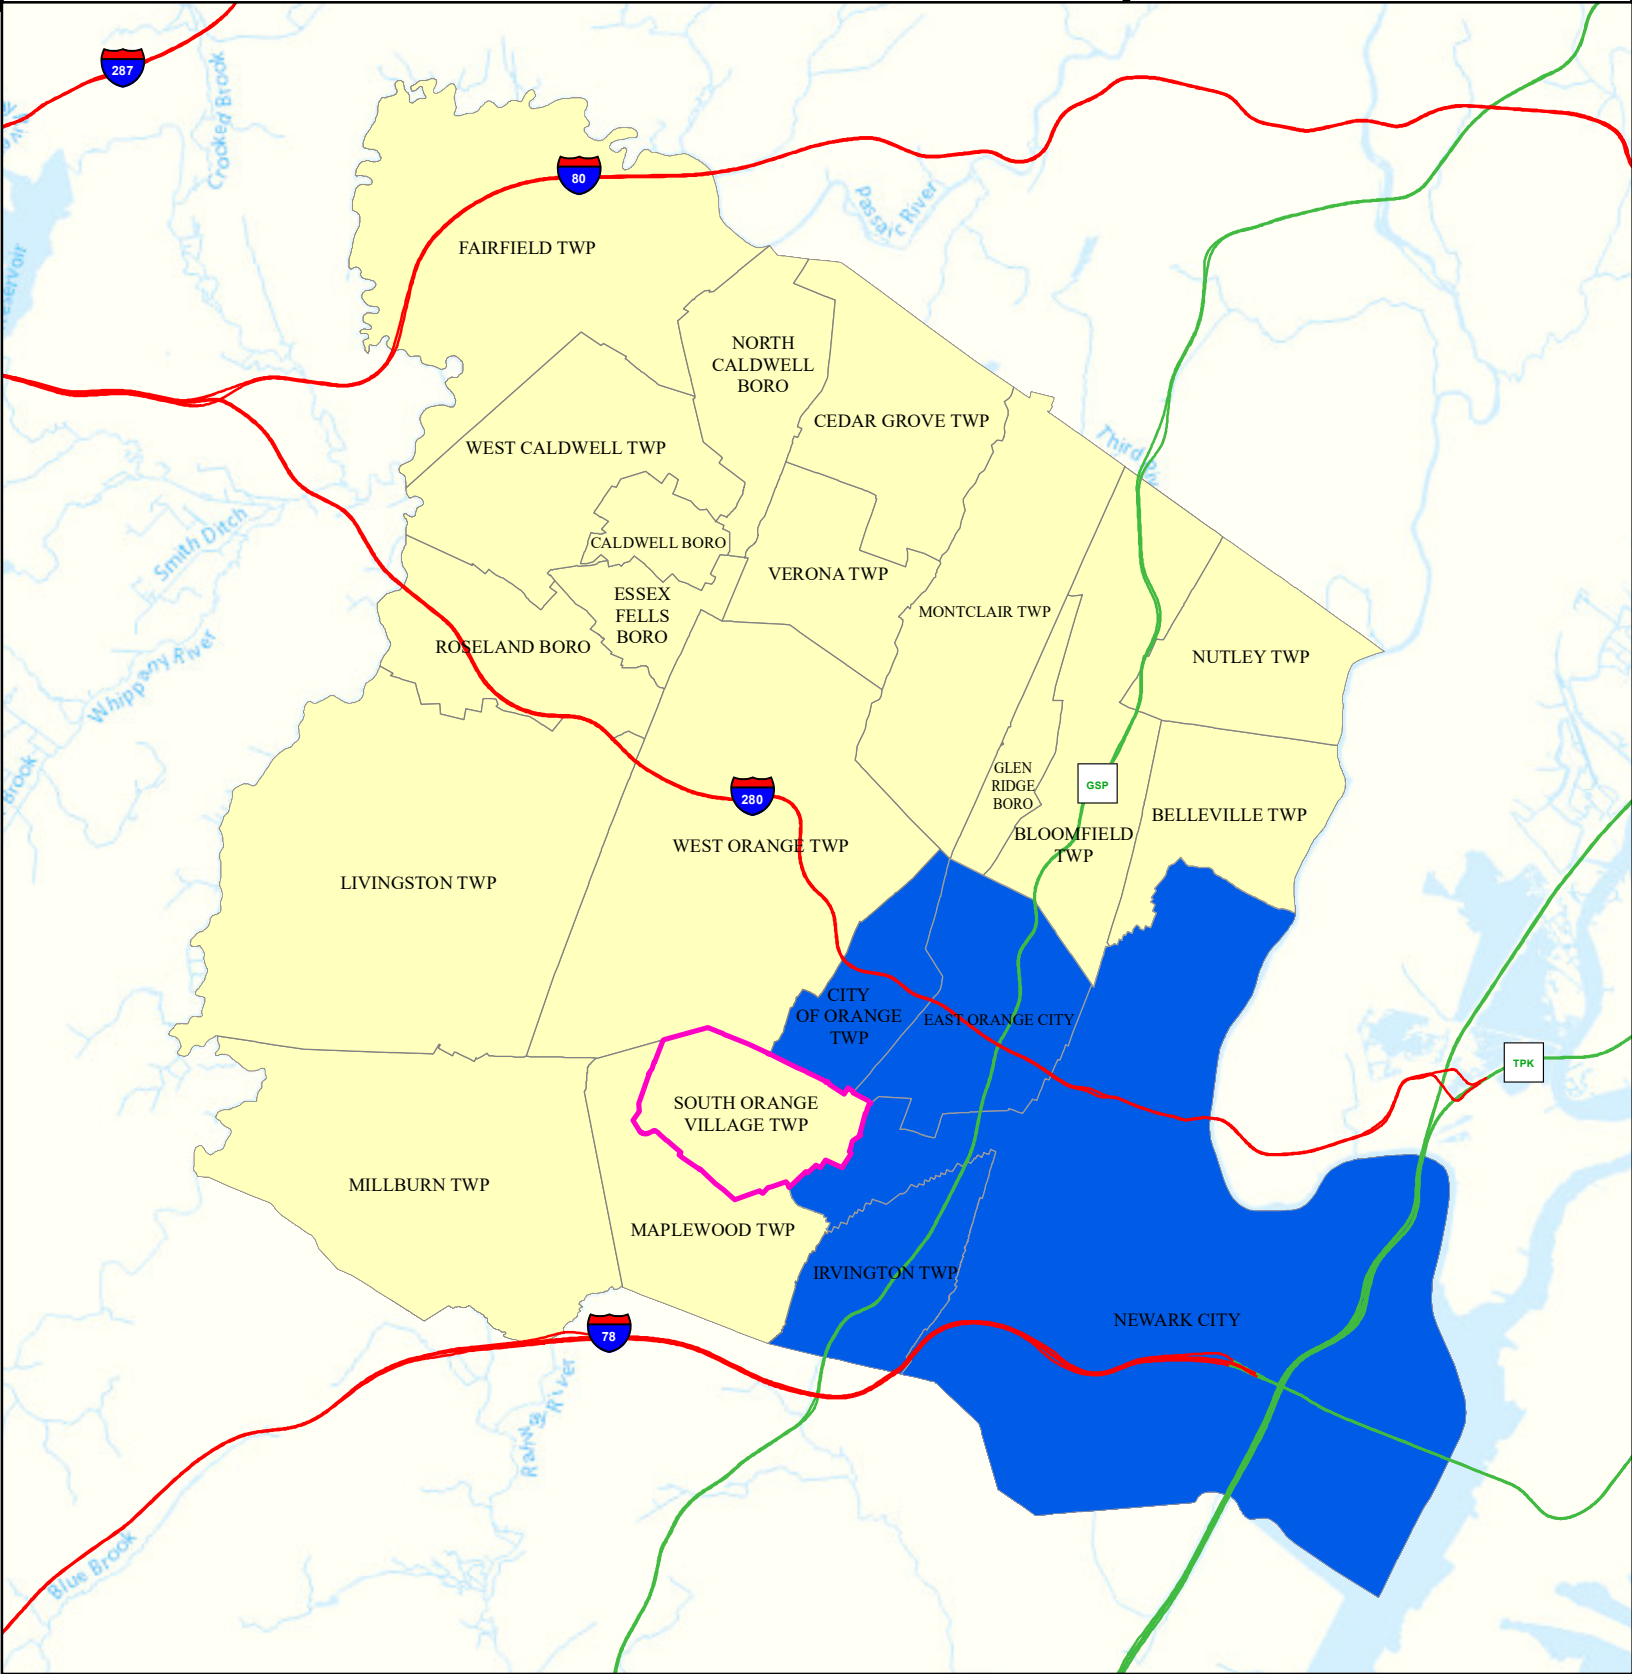 287
Crooked Brook
80
Passaic River
FAIRFIELD TWP
NORTH
CALDWELL
BORO
CEDAR GROVE TWP
WEST CALDWELL TWP
Third
Smith Ditch
CALDWELL BORO
VERONA TWP
ESSEX
FELLS
BORO
MONTCLAIR TWP
ROSELAND BORO
NUTLEY TWP
Whippany River
Brook
GLEN
RIDGE
BORO
GSP
280
BELLEVILLE TWP
BLOOMFIELD
TWP
WEST ORANGE TWP
LIVINGSTON TWP
CITY
OF ORANGE
TWP
EAST ORANGE CITY
TPK
SOUTH ORANGE
VILLAGE TWP
MILLBURN TWP
MAPLEWOOD TWP
IRVINGTON TWP
NEWARK CITY
78
River
Blue Brook